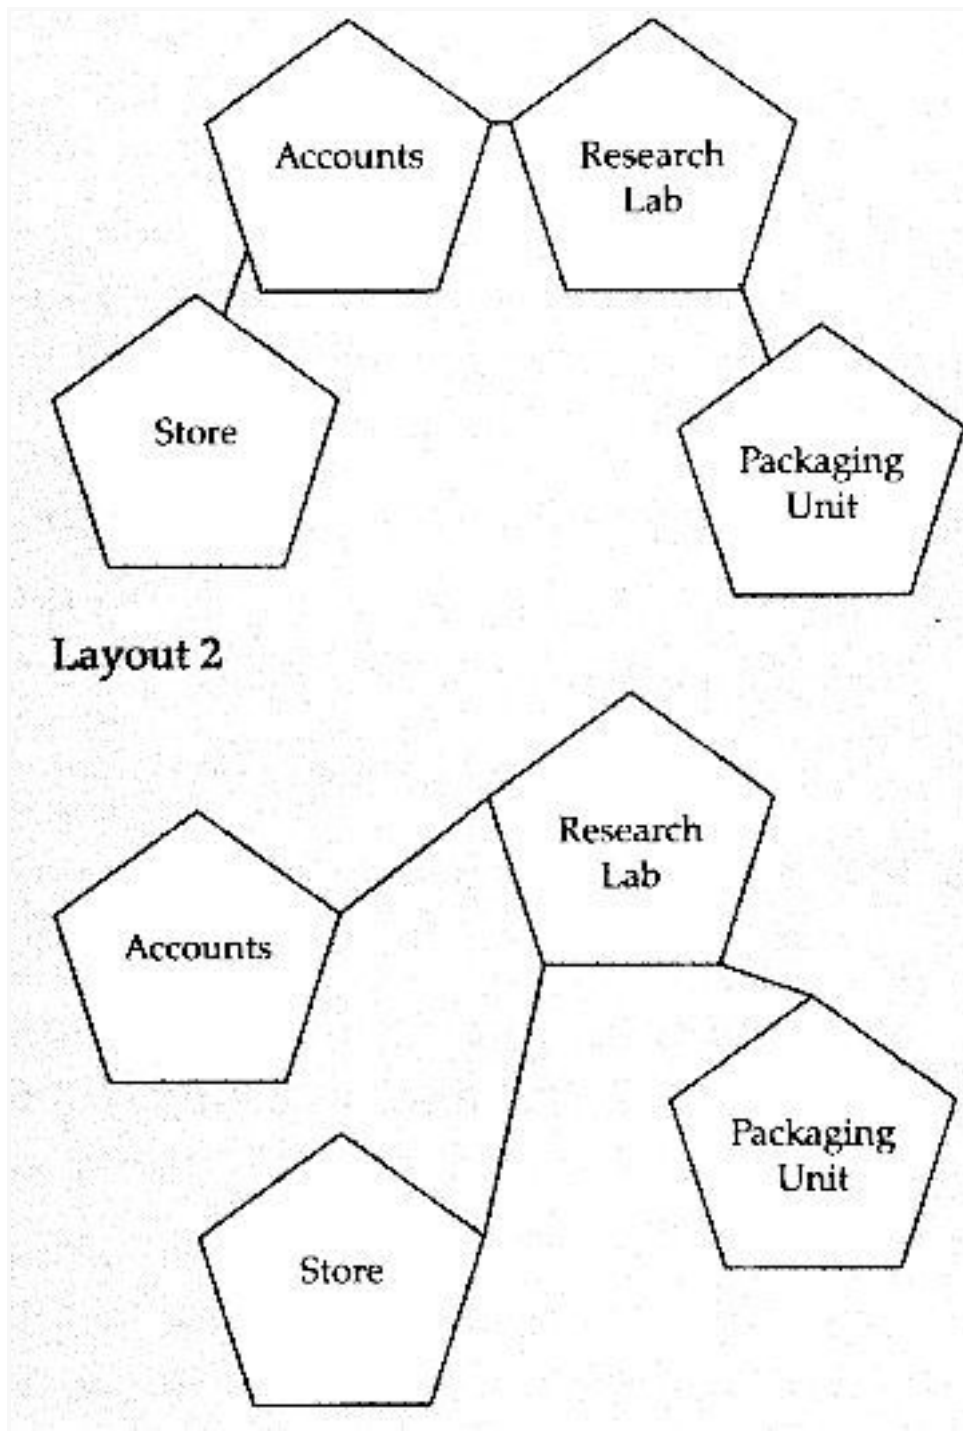 Accounts
Research
Lab
Store
Packaging
Unit
Layout 2
Research
Lab
Accounts
Packaging
Unit
Store